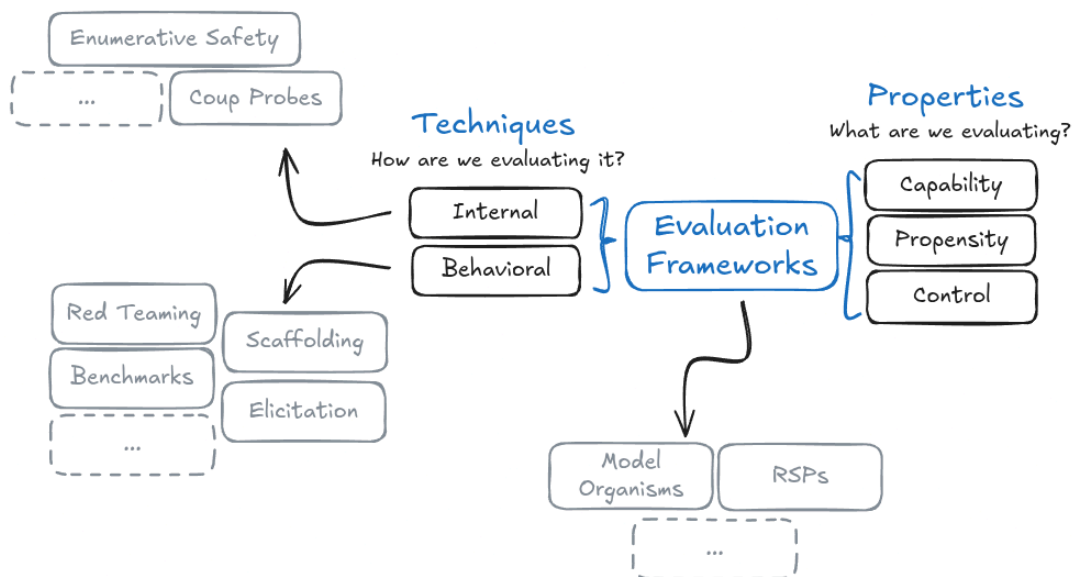 Enumerative Safety
...
Coup Probes
Techniques
How are we evaluating it?
Internal
Behavioral
Evaluation
Frameworks
Properties
What are we evaluating?
Capability
Propensity
Control
Red Teaming
Scaffolding
Benchmarks
Elicitation
...
Model
Organisms
RSPs
...